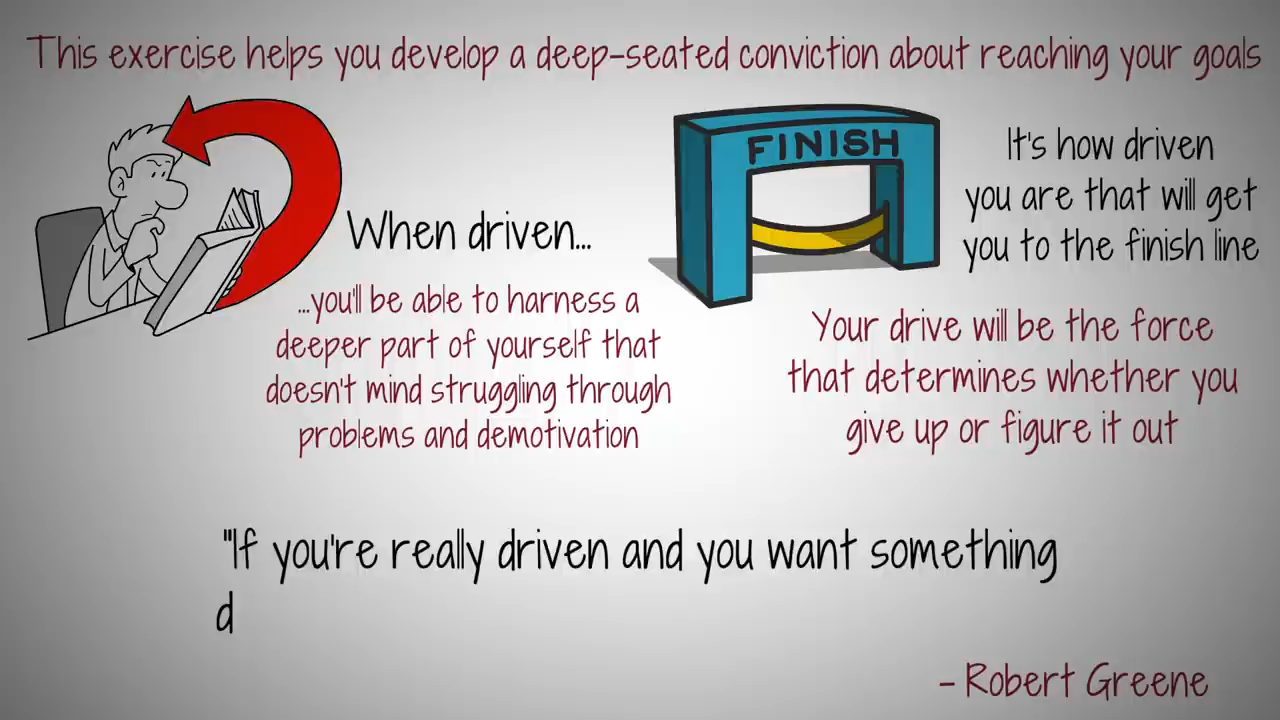 This exercise helps you develop a deep-seated conviction about reaching your goals
When driven...
...you'll be able to harness a
deeper part of yourself that
doesn't mind struggling through
problems and demotivation
FINISH
It's how driven
you are that will get
you to the finish line
Your drive will be the force
that determines whether you
give up or figure it out
"If you're really driven and you want something
d
- Robert Greene